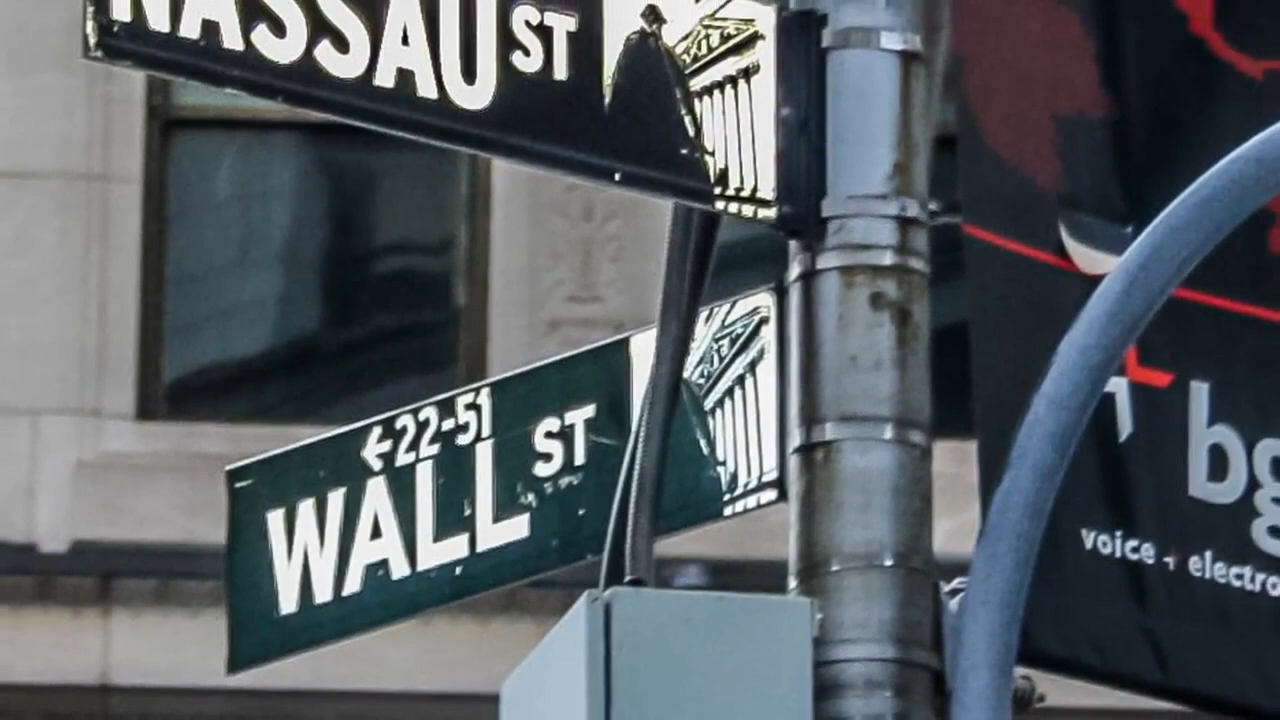 NASSAU ST
←22-51
WALL ST
bg
voice + electro